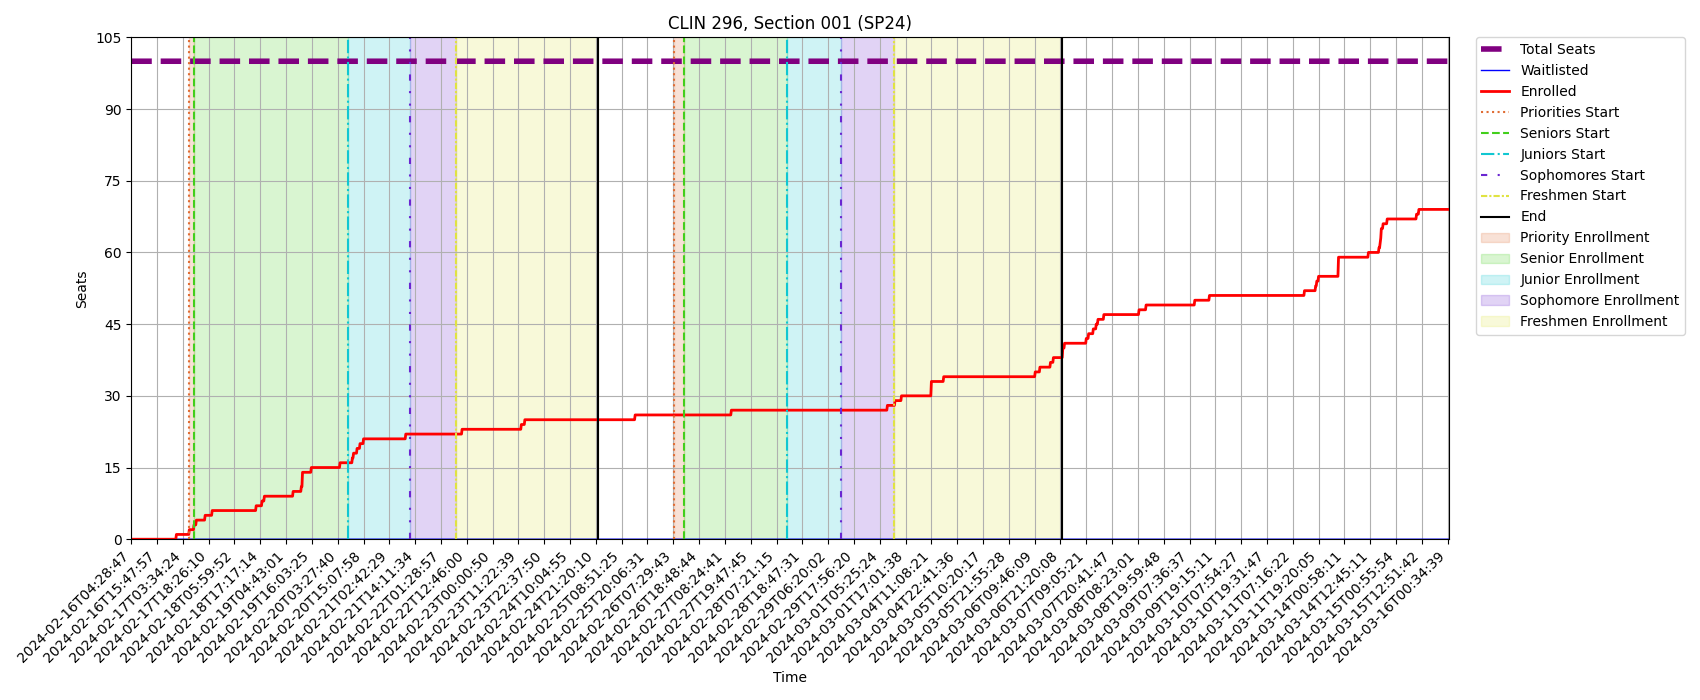 CLIN 296, Section 001 (SP24)
105
90
75
60
45
30
15
0
Seats
2024-02-16T04:28:47
2024-02-16T15:47:57
2024-02-17T03:34:24
2024-02-17T18:26:10
2024-02-18T05:59:52
2024-02-18T17:17:14
2024-02-19T04:43:01
2024-02-19T16:03:25
2024-02-20T03:27:40
2024-02-20T15:07:58
2024-02-21T02:42:29
2024-02-21T14:11:34
2024-02-22T01:28:57
2024-02-22T12:46:00
2024-02-23T00:00:50
2024-02-23T11:22:39
2024-02-23T22:37:50
2024-02-24T10:04:55
2024-02-24T21:20:10
2024-02-25T08:51:25
2024-02-25T20:06:31
2024-02-26T07:29:43
2024-02-26T18:48:44
2024-02-27T08:24:41
2024-02-27T19:47:45
2024-02-28T07:21:15
2024-02-28T18:47:31
2024-02-29T06:20:02
2024-02-29T17:56:20
2024-03-01T05:25:24
2024-03-01T17:01:38
2024-03-04T11:08:21
2024-03-04T22:41:36
2024-03-05T10:20:17
2024-03-05T21:55:28
2024-03-06T09:46:09
2024-03-06T21:20:08
2024-03-07T09:05:21
2024-03-07T20:41:47
2024-03-08T08:23:01
2024-03-08T19:59:48
2024-03-09T07:36:37
2024-03-09T19:15:11
2024-03-10T07:54:27
2024-03-10T19:31:47
2024-03-11T07:16:22
2024-03-11T19:20:05
2024-03-14T00:58:11
2024-03-14T12:45:11
2024-03-15T00:55:54
2024-03-15T12:51:42
2024-03-16T00:34:39
Time
Total Seats
Waitlisted
Enrolled
Priorities Start
Seniors Start
Juniors Start
Sophomores Start
Freshmen Start
End
Priority Enrollment
Senior Enrollment
Junior Enrollment
Sophomore Enrollment
Freshmen Enrollment